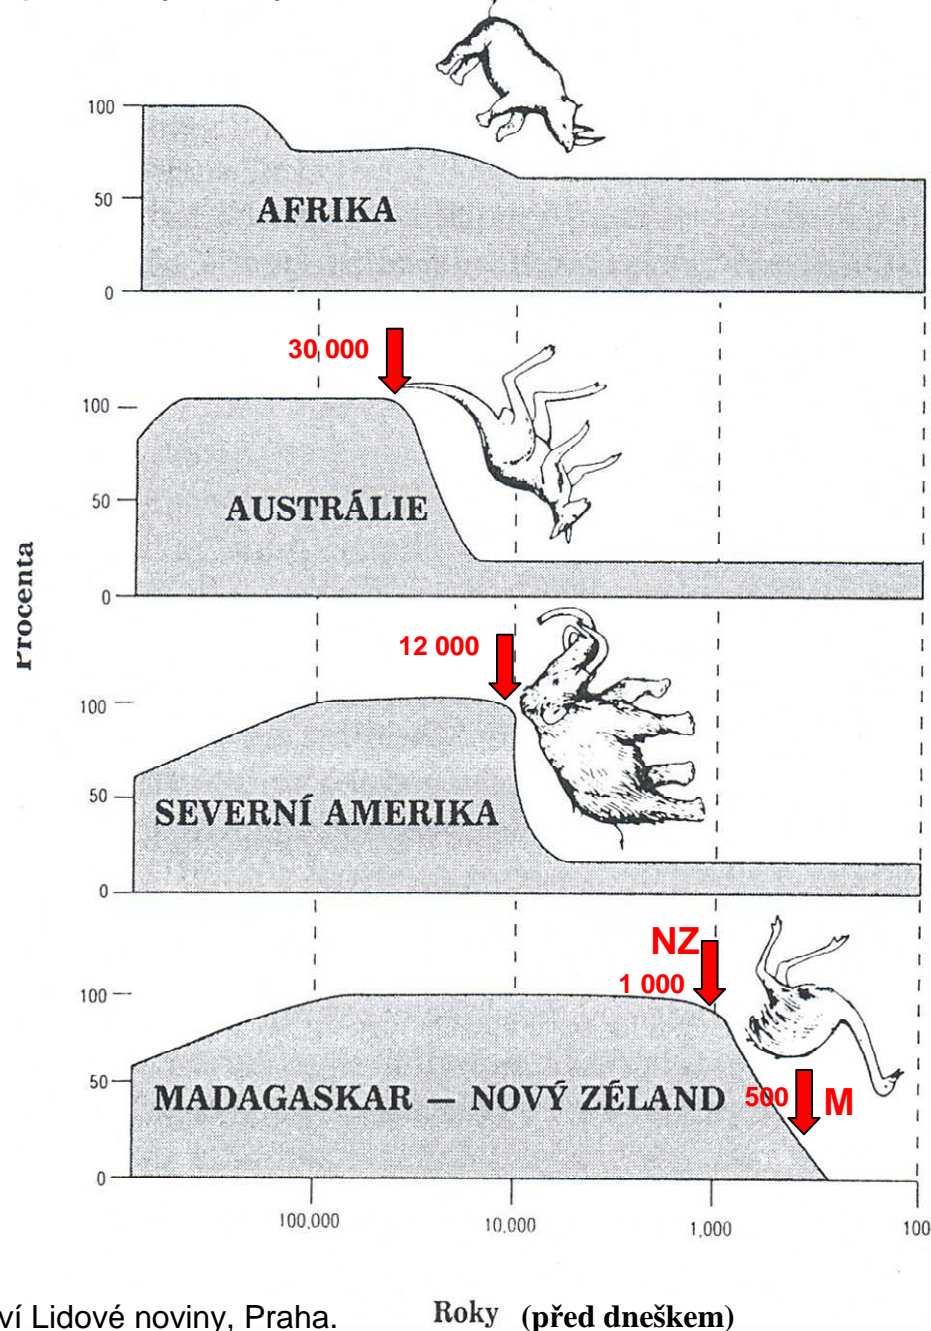 100
50
AFRIKA
0
30 000
100
50
AUSTRÁLIE
0
Procenta
12 000
100
50
SEVERNÍ AMERIKA
0
NZ
1 000
100
50
MADAGASKAR — NOVÝ ZÉLAND
500 M
0
100,000 10,000 1,000 100
ví Lidové noviny, Praha.
Roky (před dneškem)